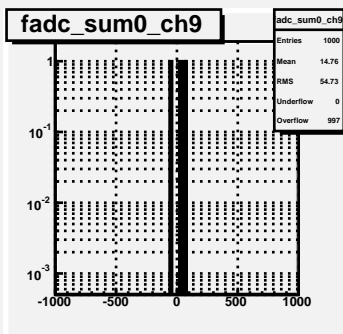 fadc_sum0_ch9
adc_sum0_ch9
Entries 1000
Mean 14.76
RMS 54.73
Underflow 0
Overflow 997
1
10-1
10-2
10-3
-1000 -500 0 500 1000